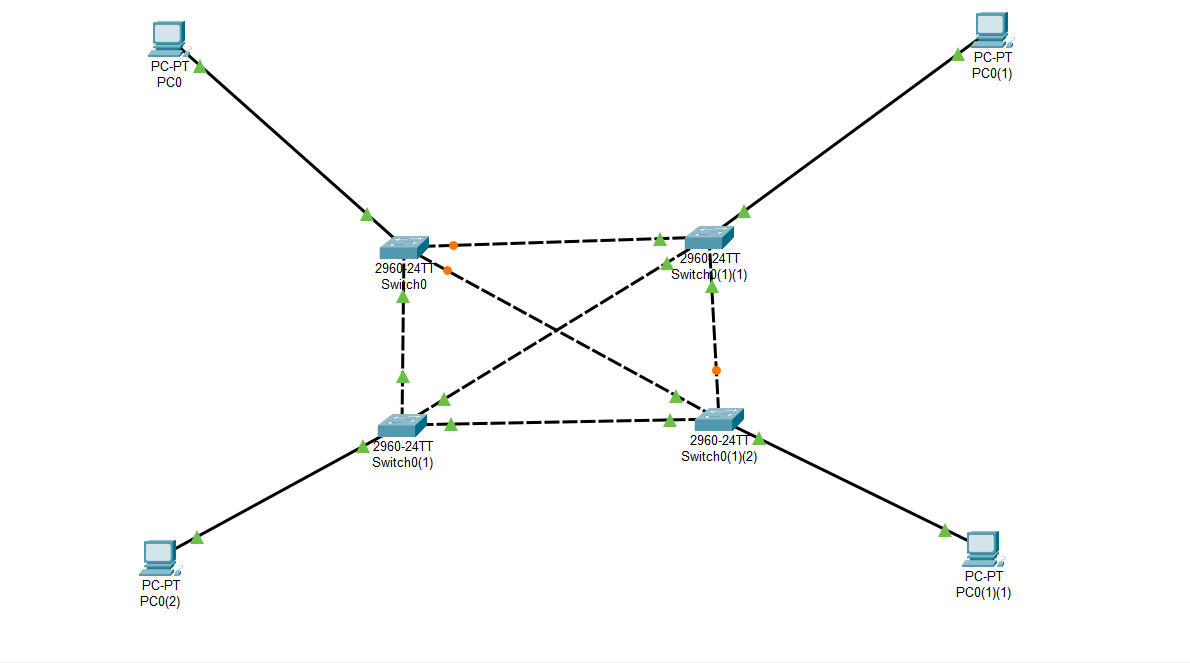 PC-PT
PC0
PC-PT
PC0(1)
2960-24TT
Switch0
2960-24TT
Switch0(1)(1)
2960-24TT
Switch0(1)
2960-24TT
Switch0(1)(2)
PC-PT
PC0(2)
PC-PT
PC0(1)(1)